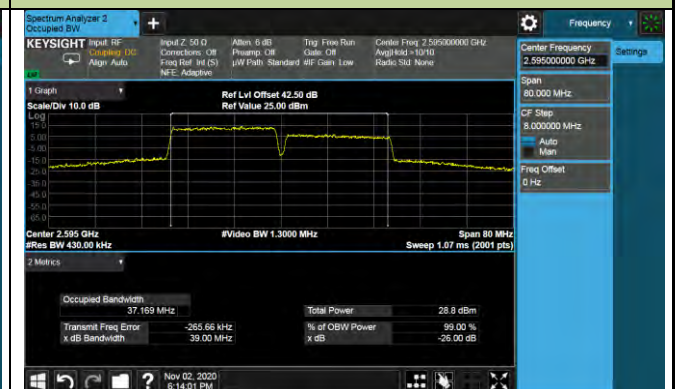 Spectrum Analyzer 2
Occupied BW
+
Frequency
KEYSIGHT Input: RF
Coupling: DC
Align: Auto
Input Z: 50 Ω
Corrections: Off
Freq Ref: Int (S)
NFE: Adaptive
Atten: 6 dB
Preamp: Off
µW Path: Standard
Trig: Free Run
Gate: Off
#IF Gain: Low
Center Freq: 2.595000000 GHz
Avg|Hold:>10/10
Radio Std: None
Center Frequency
2.595000000 GHz
Settings
Span
80.000 MHz
CF Step
8.000000 MHz
Auto
Man
Freq Offset
0 Hz
1 Graph
Scale/Div 10.0 dB
Ref Lvl Offset 42.50 dB
Ref Value 25.00 dBm
Log
15.0
5.00
-5.00
-15.0
-25.0
-35.0
-45.0
-55.0
-65.0
Center 2.595 GHz
#Res BW 430.00 kHz
#Video BW 1.3000 MHz
Span 80 MHz
Sweep 1.07 ms (2001 pts)
2 Metrics
Occupied Bandwidth
37.169 MHz
Total Power 28.8 dBm
Transmit Freq Error -265.66 kHz
% of OBW Power 99.00 %
x dB Bandwidth 39.00 MHz
x dB -26.00 dB
?
Nov 02, 2020
6:14:01 PM